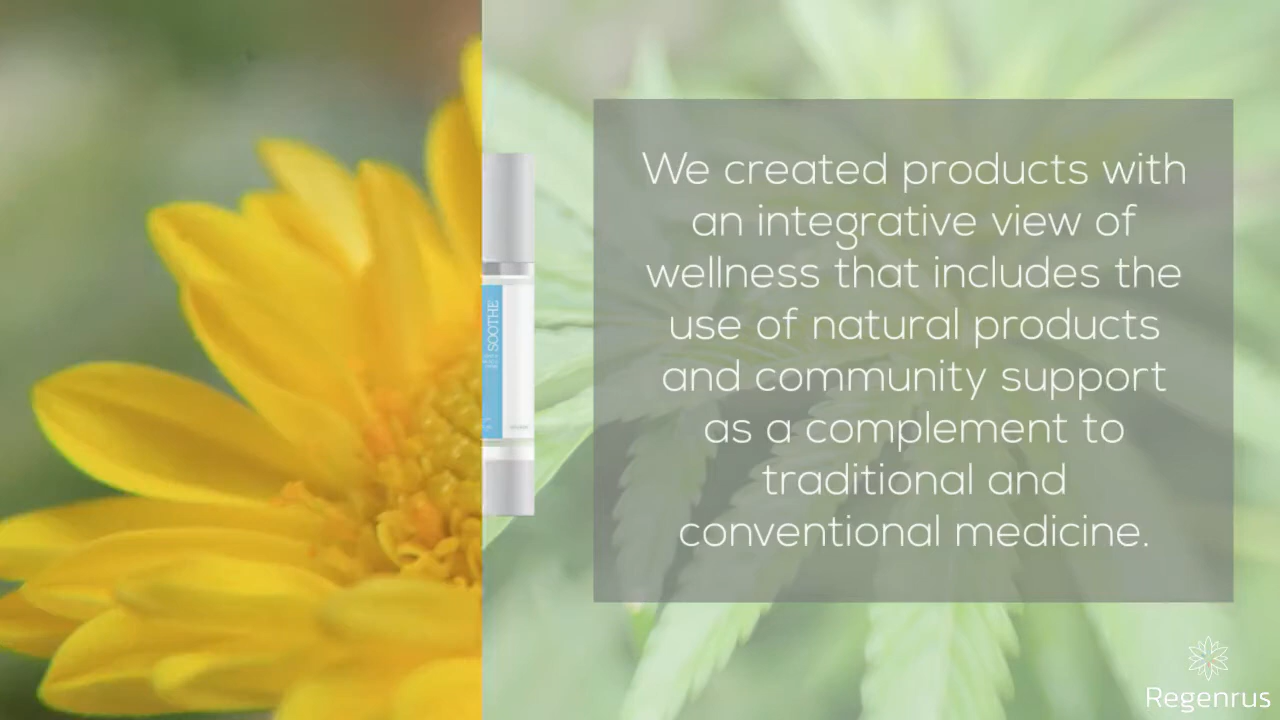 SOOTHE
We created products with
an integrative view of
wellness that includes the
use of natural products
and community support
as a complement to
traditional and
conventional medicine.
Regenrus